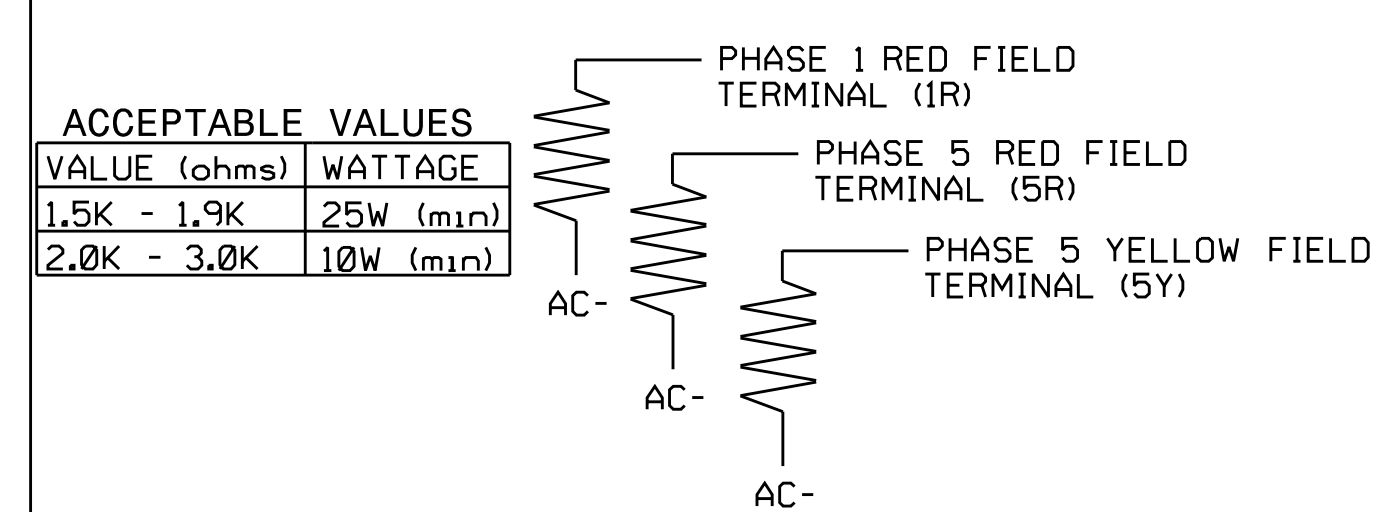 ACCEPTABLE VALUES
VALUE (ohms) WATTAGE
1.5K - 1.9K 25W (min)
2.0K - 3.0K 10W (min)
PHASE 1 RED FIELD
TERMINAL (1R)
AC-
PHASE 5 RED FIELD
TERMINAL (5R)
AC-
PHASE 5 YELLOW FIELD
TERMINAL (5Y)
AC-